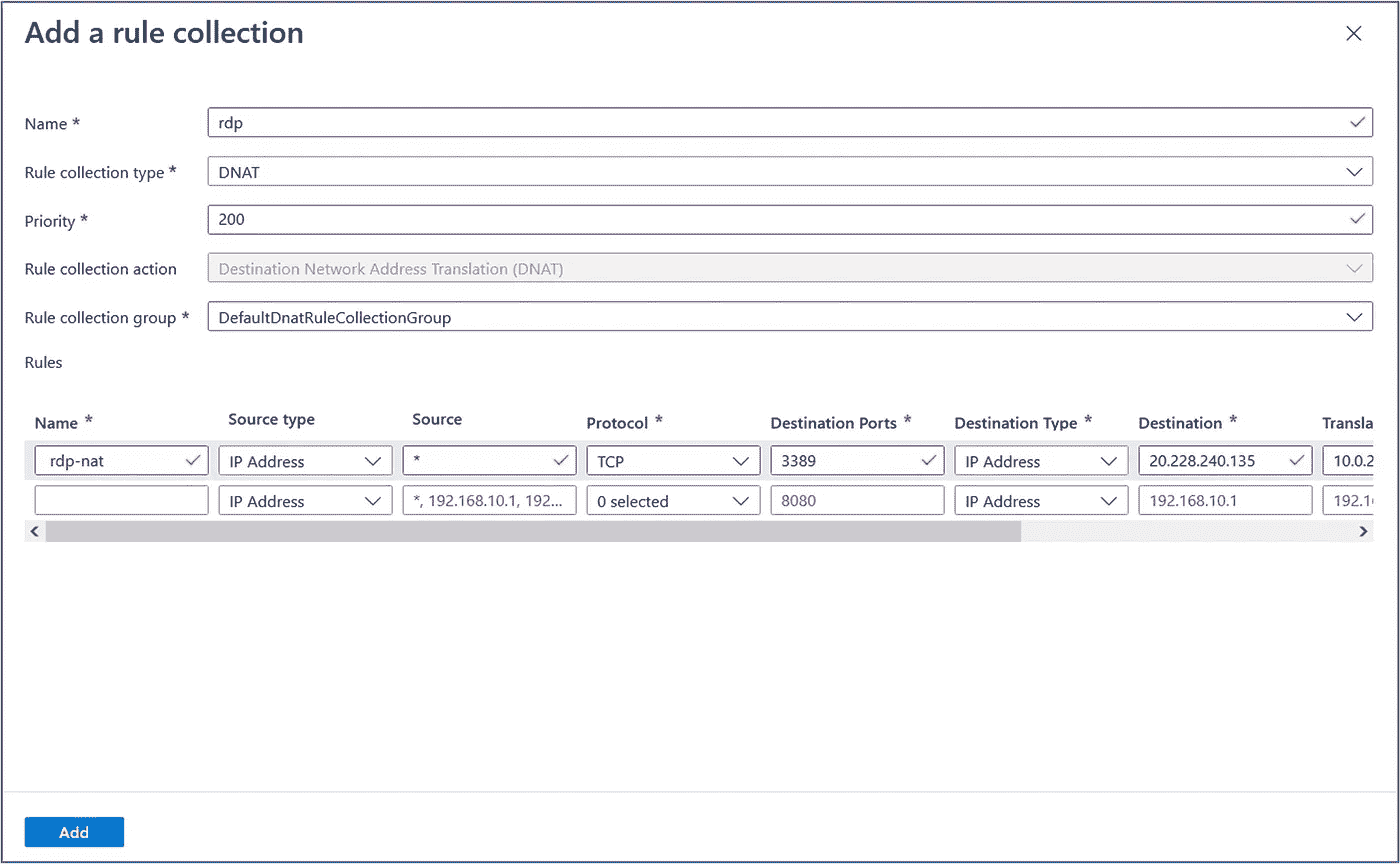 Add a rule collection
Name * rdp
Rule collection type * DNAT
Priority * 200
Rule collection action Destination Network Address Translation (DNAT)
Rule collection group * DefaultDnatRuleCollectionGroup
Rules
Name * Source type Source Protocol * Destination Ports * Destination Type * Destination * Transla
rdp-nat IP Address * TCP 3389 IP Address 20.228.240.135 10.0.2
IP Address *, 192.168.10.1, 192... 0 selected 8080 IP Address 192.168.10.1 192.1
Add